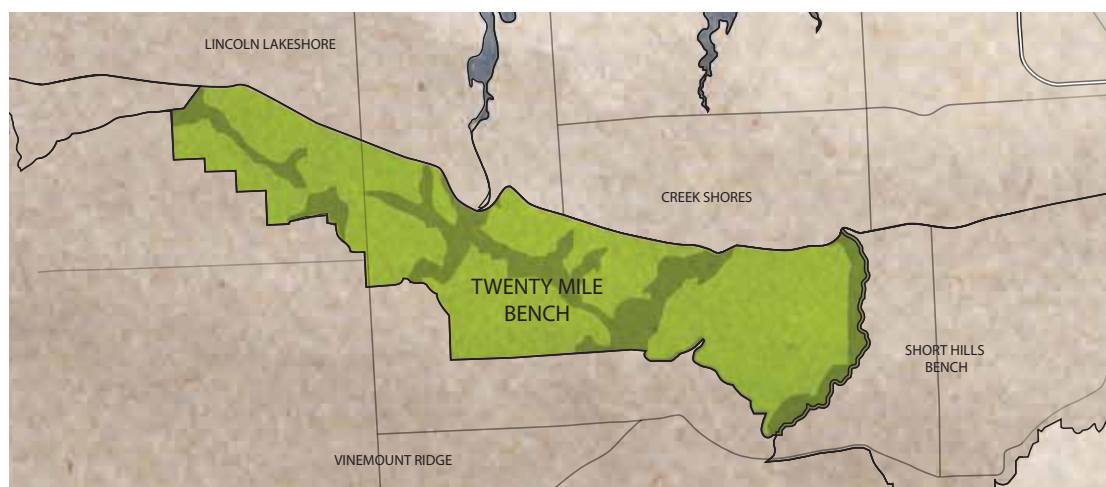 LINCOLN LAKESHORE
CREEK SHORES
TWENTY MILE
BENCH
SHORT HILLS
BENCH
VINEMOUNT RIDGE